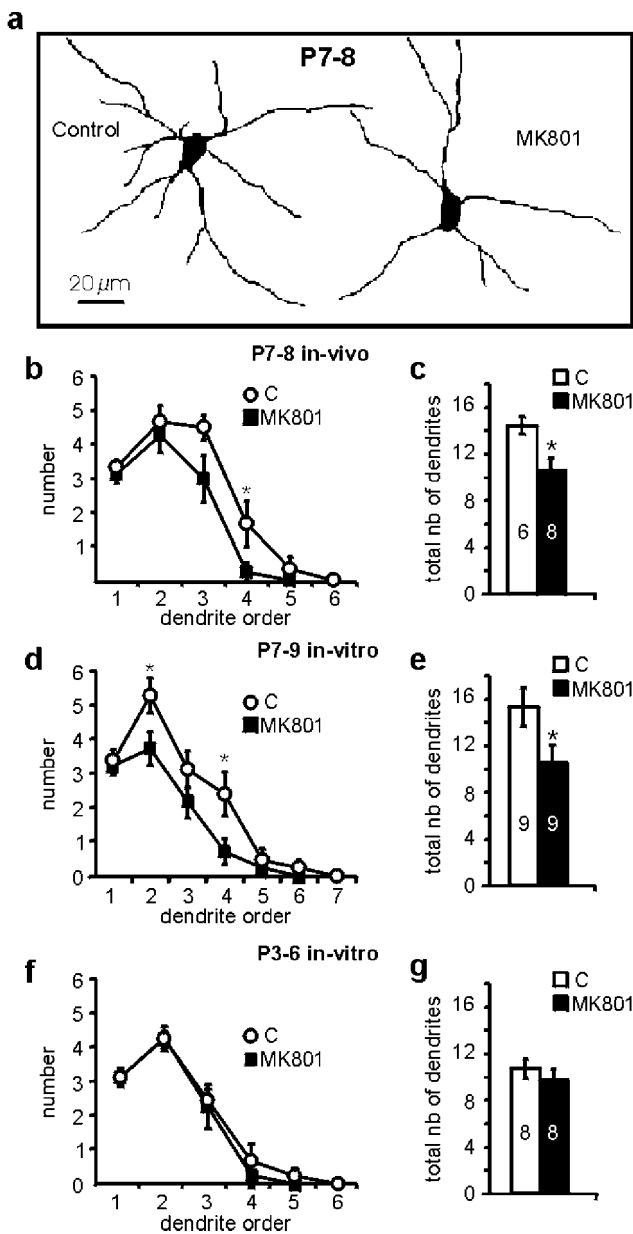 a
P7-8
Control
MK801
20 µm
P7-8 in-vivo
b
6
5
4
3
2
1
number
C
MK801
*
1 2 3 4 5 6
dendrite order
c
16
12
8
4
0
total nb of dendrites
C
MK801
*
6 8
P7-9 in-vitro
d
6
5
4
3
2
1
0
number
C
MK801
*
*
1 2 3 4 5 6 7
dendrite order
e
16
12
8
4
0
total nb of dendrites
C
MK801
*
9 9
P3-6 in-vitro
f
6
5
4
3
2
1
0
number
C
MK801
1 2 3 4 5 6
dendrite order
g
16
12
8
4
0
total nb of dendrites
C
MK801
8 8